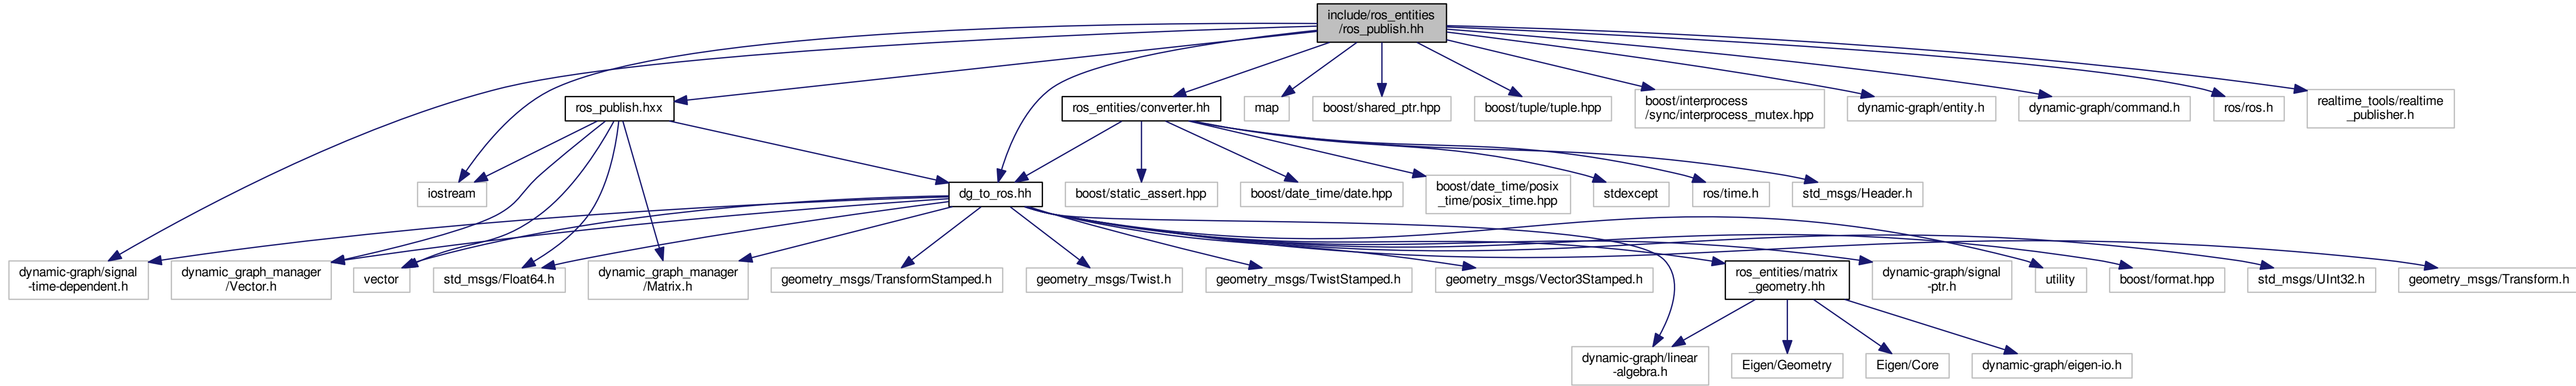 include/ros_entities
/ros_publish.hh
ros_publish.hxx
ros_entities/converter.hh
map
boost/shared_ptr.hpp
boost/tuple/tuple.hpp
boost/interprocess
/sync/interprocess_mutex.hpp
dynamic-graph/entity.h
dynamic-graph/command.h
ros/ros.h
realtime_tools/realtime
_publisher.h
iostream
dg_to_ros.hh
boost/static_assert.hpp
boost/date_time/date.hpp
boost/date_time/posix
_time/posix_time.hpp
stdexcept
ros/time.h
std_msgs/Header.h
dynamic-graph/signal
-time-dependent.h
dynamic_graph_manager
/Vector.h
vector
std_msgs/Float64.h
dynamic_graph_manager
/Matrix.h
geometry_msgs/TransformStamped.h
geometry_msgs/Twist.h
geometry_msgs/TwistStamped.h
geometry_msgs/Vector3Stamped.h
ros_entities/matrix
_geometry.hh
dynamic-graph/signal
-ptr.h
utility
boost/format.hpp
std_msgs/UInt32.h
geometry_msgs/Transform.h
dynamic-graph/linear
-algebra.h
Eigen/Geometry
Eigen/Core
dynamic-graph/eigen-io.h